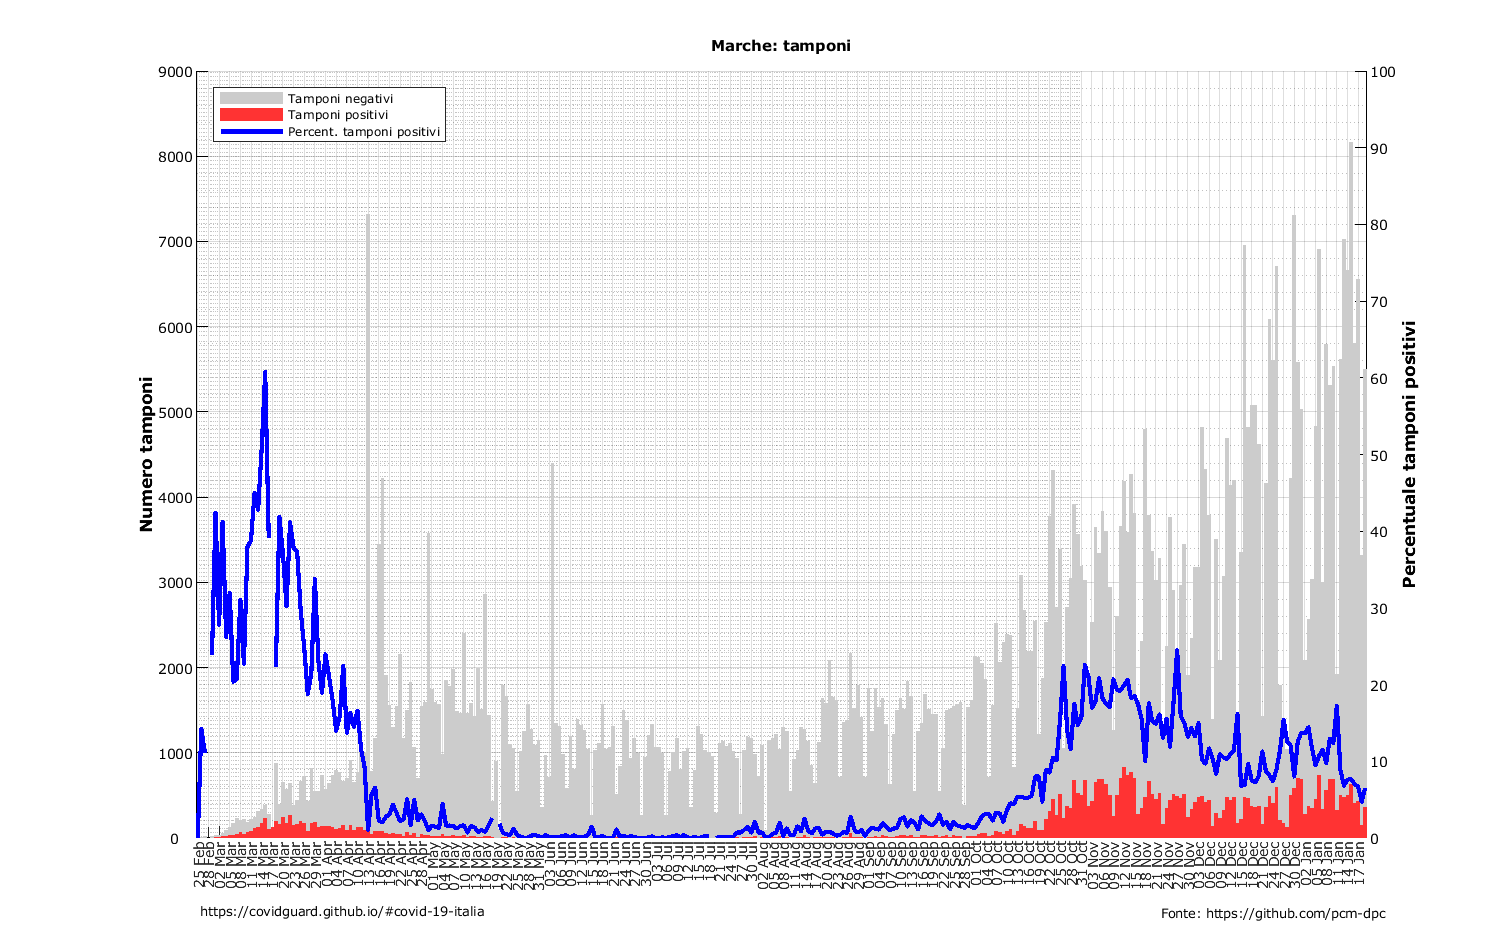 Marche: tamponi
Tamponi negativi
Tamponi positivi
Percent. tamponi positivi
Numero tamponi
9000
8000
7000
6000
5000
4000
3000
2000
1000
0
Percentuale tamponi positivi
100
90
80
70
60
50
40
30
20
10
0
25 Feb
28 Feb
02 Mar
05 Mar
08 Mar
11 Mar
14 Mar
17 Mar
20 Mar
23 Mar
26 Mar
29 Mar
01 Apr
04 Apr
07 Apr
10 Apr
13 Apr
16 Apr
19 Apr
22 Apr
25 Apr
28 Apr
01 May
04 May
07 May
10 May
13 May
16 May
19 May
22 May
25 May
28 May
31 May
03 Jun
06 Jun
09 Jun
12 Jun
15 Jun
18 Jun
21 Jun
24 Jun
27 Jun
30 Jun
03 Jul
06 Jul
09 Jul
12 Jul
15 Jul
18 Jul
21 Jul
24 Jul
27 Jul
30 Jul
02 Aug
05 Aug
08 Aug
11 Aug
14 Aug
17 Aug
20 Aug
23 Aug
26 Aug
29 Aug
01 Sep
04 Sep
07 Sep
10 Sep
13 Sep
16 Sep
19 Sep
22 Sep
25 Sep
28 Sep
01 Oct
04 Oct
07 Oct
10 Oct
13 Oct
16 Oct
19 Oct
22 Oct
25 Oct
28 Oct
31 Oct
03 Nov
06 Nov
09 Nov
12 Nov
15 Nov
18 Nov
21 Nov
24 Nov
27 Nov
30 Nov
03 Dec
06 Dec
09 Dec
12 Dec
15 Dec
18 Dec
21 Dec
24 Dec
27 Dec
30 Dec
02 Jan
05 Jan
08 Jan
11 Jan
14 Jan
17 Jan
https://covidguard.github.io/#covid-19-italia
Fonte: https://github.com/pcm-dpc